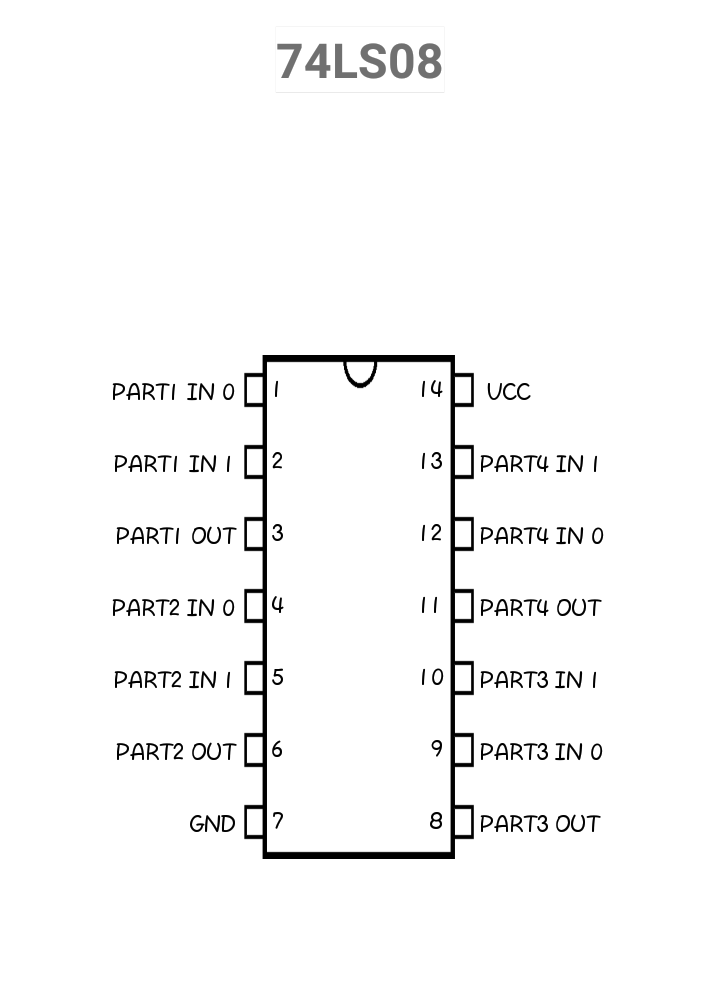 74LS08
PART1 IN 0 1 14 UCC
PART1 IN 1 2 13 PART4 IN 1
PART1 OUT 3 12 PART4 IN 0
PART2 IN 0 4 11 PART4 OUT
PART2 IN 1 5 10 PART3 IN 1
PART2 OUT 6 9 PART3 IN 0
GND 7 8 PART3 OUT